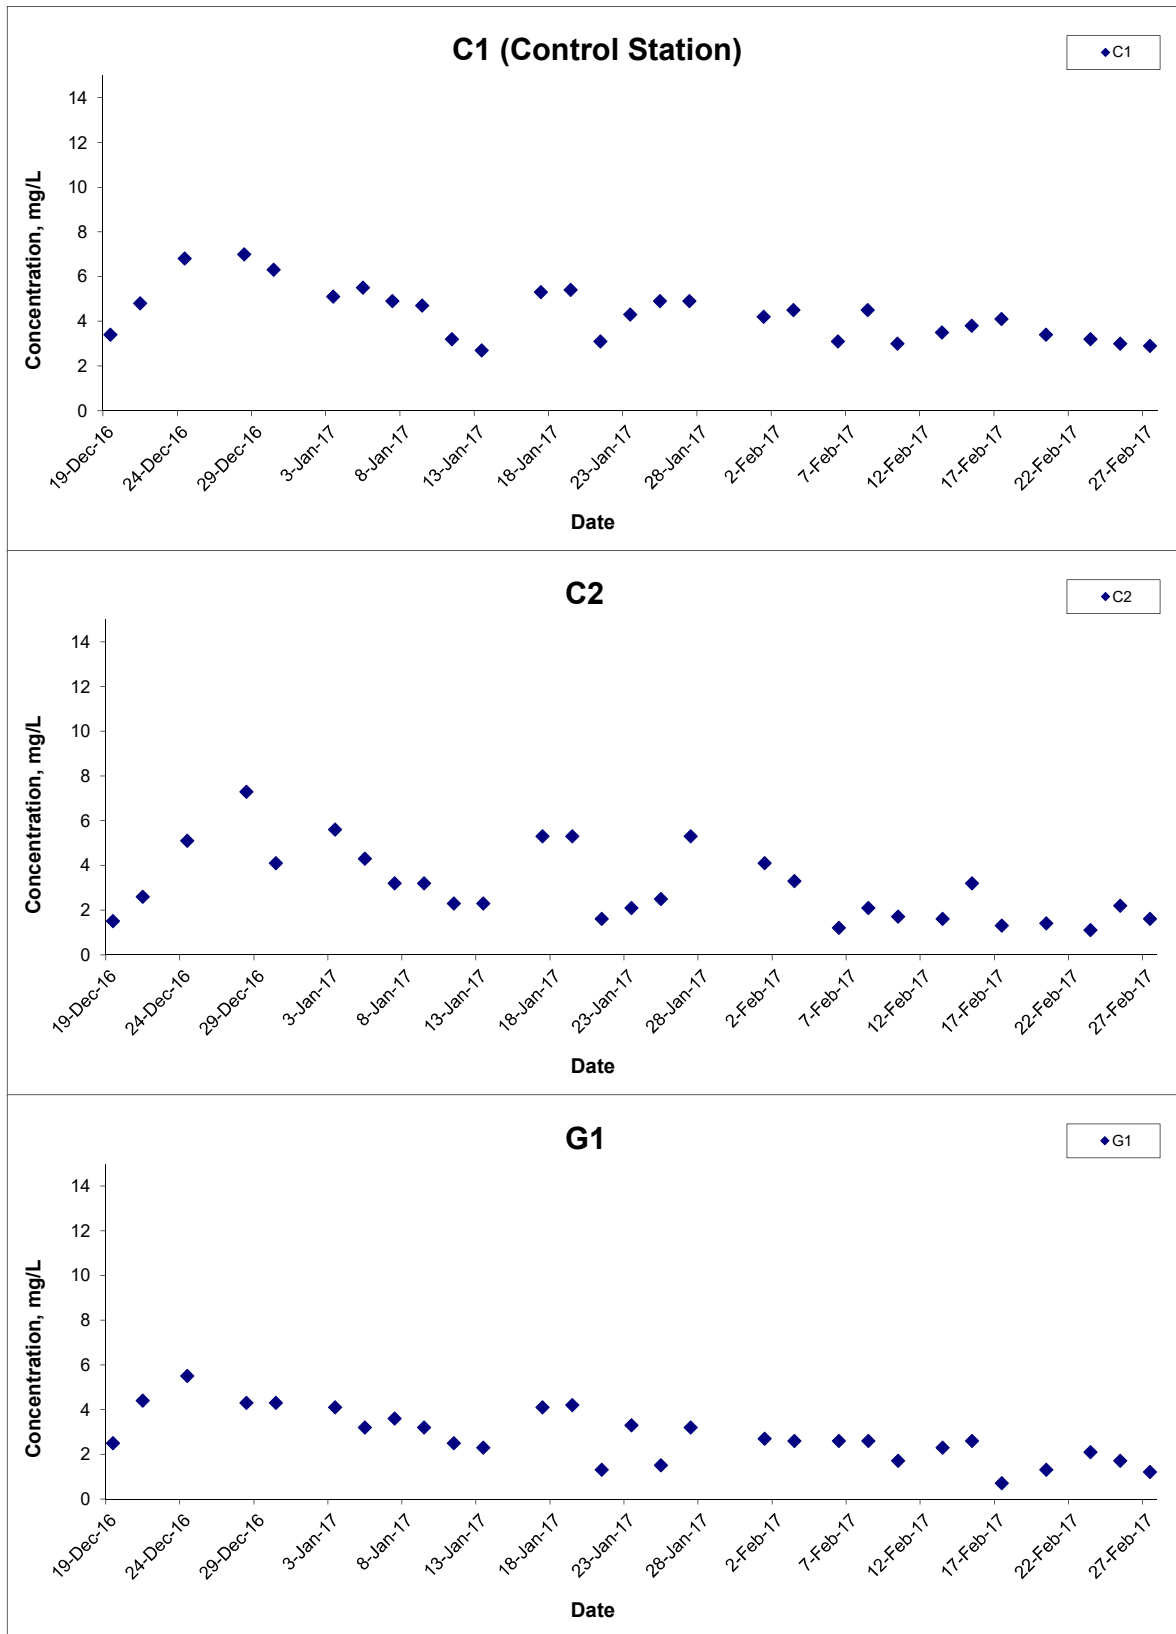 C1 (Control Station)
C1
Concentration, mg/L
14
12
10
8
6
4
2
0
19-Dec-16
24-Dec-16
29-Dec-16
3-Jan-17
8-Jan-17
13-Jan-17
18-Jan-17
23-Jan-17
28-Jan-17
2-Feb-17
7-Feb-17
12-Feb-17
17-Feb-17
22-Feb-17
27-Feb-17
Date
C2
C2
Concentration, mg/L
14
12
10
8
6
4
2
0
19-Dec-16
24-Dec-16
29-Dec-16
3-Jan-17
8-Jan-17
13-Jan-17
18-Jan-17
23-Jan-17
28-Jan-17
2-Feb-17
7-Feb-17
12-Feb-17
17-Feb-17
22-Feb-17
27-Feb-17
Date
G1
G1
Concentration, mg/L
14
12
10
8
6
4
2
0
19-Dec-16
24-Dec-16
29-Dec-16
3-Jan-17
8-Jan-17
13-Jan-17
18-Jan-17
23-Jan-17
28-Jan-17
2-Feb-17
7-Feb-17
12-Feb-17
17-Feb-17
22-Feb-17
27-Feb-17
Date